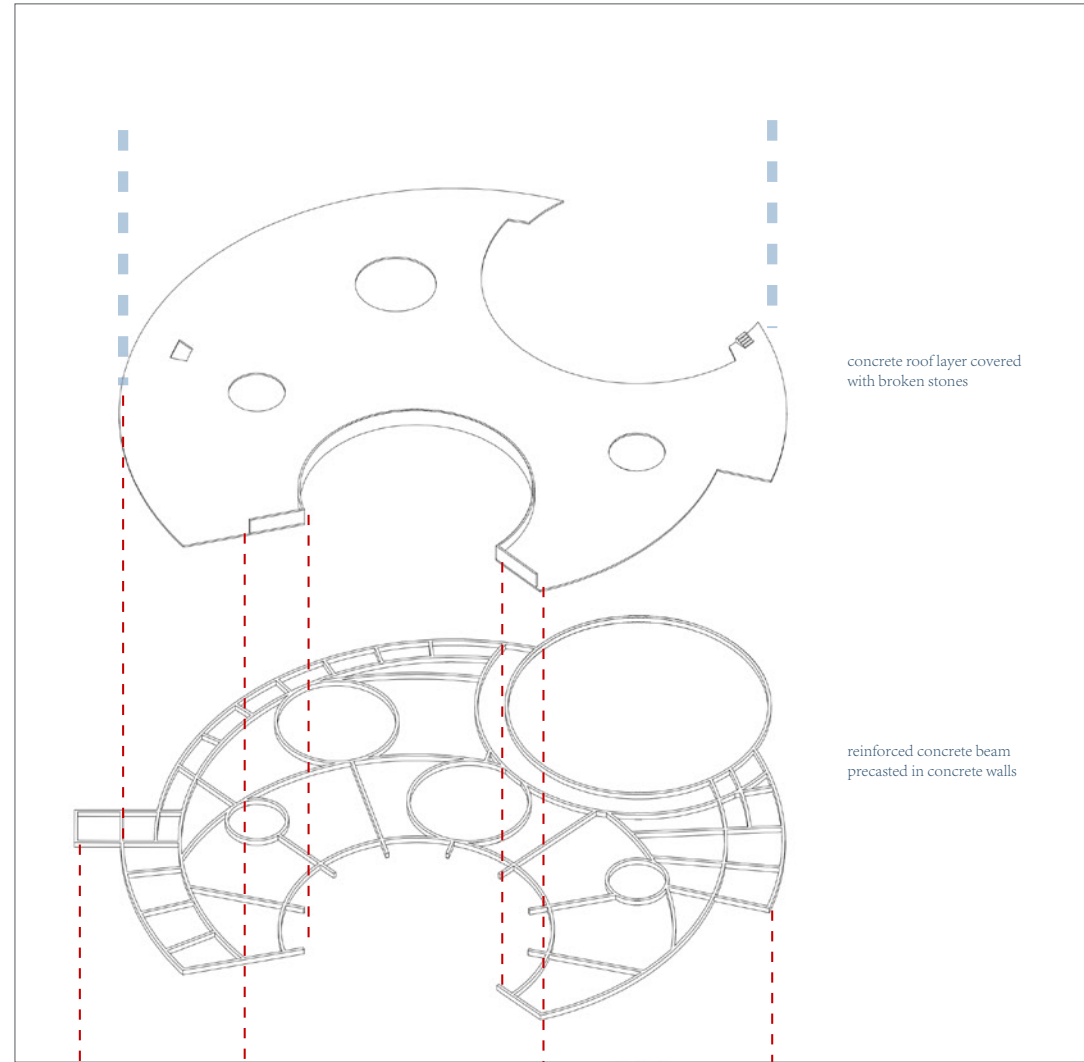 concrete roof layer covered
with broken stones
reinforced concrete beam
precasted in concrete walls